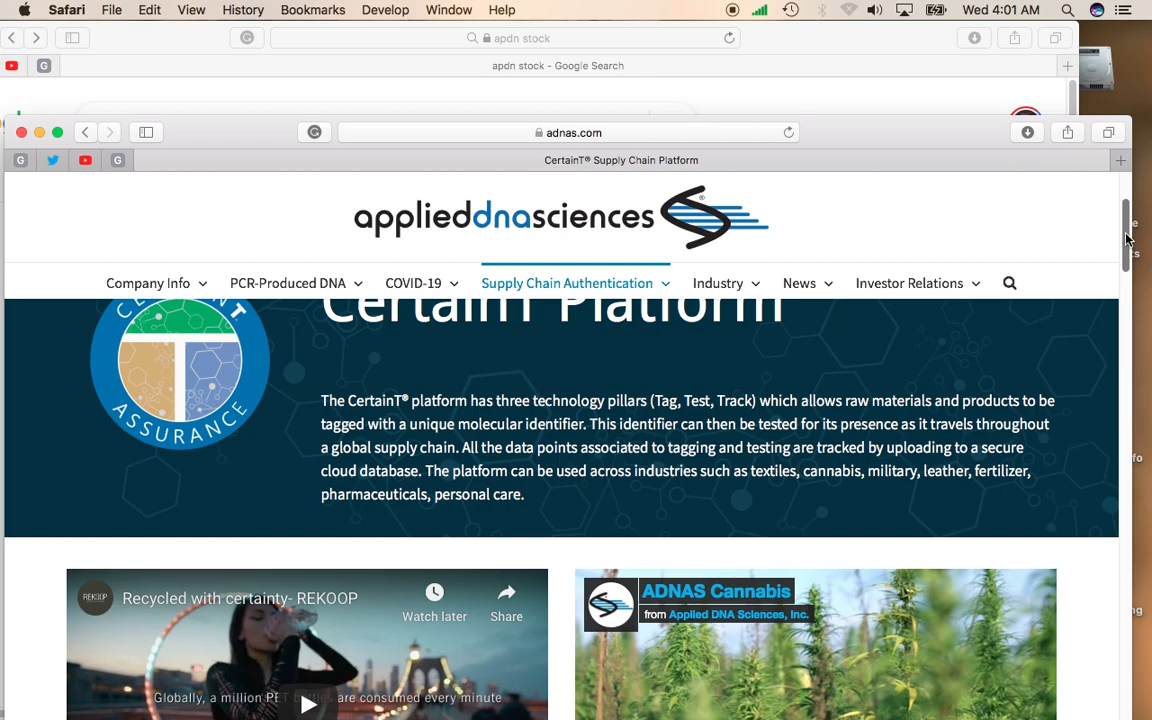 Safari File Edit View History Bookmarks Develop Window Help Wed 4:01 AM
apdn stock
apdn stock - Google Search
adnas.com
CertainT® Supply Chain Platform
applieddnasciences
Company Info PCR-Produced DNA COVID-19 Supply Chain Authentication Industry News Investor Relations
CertainT Platform
CERTAINT
ASSURANCE
The CertainT® platform has three technology pillars (Tag, Test, Track) which allows raw materials and products to be
tagged with a unique molecular identifier. This identifier can then be tested for its presence as it travels throughout
a global supply chain. All the data points associated to tagging and testing are tracked by uploading to a secure
cloud database. The platform can be used across industries such as textiles, cannabis, military, leather, fertilizer,
pharmaceuticals, personal care.
REKOOP
Recycled with certainty- REKOOP
Watch later Share
Globally, a million PET bottles are consumed every minute
ADNAS Cannabis
from Applied DNA Sciences, Inc.